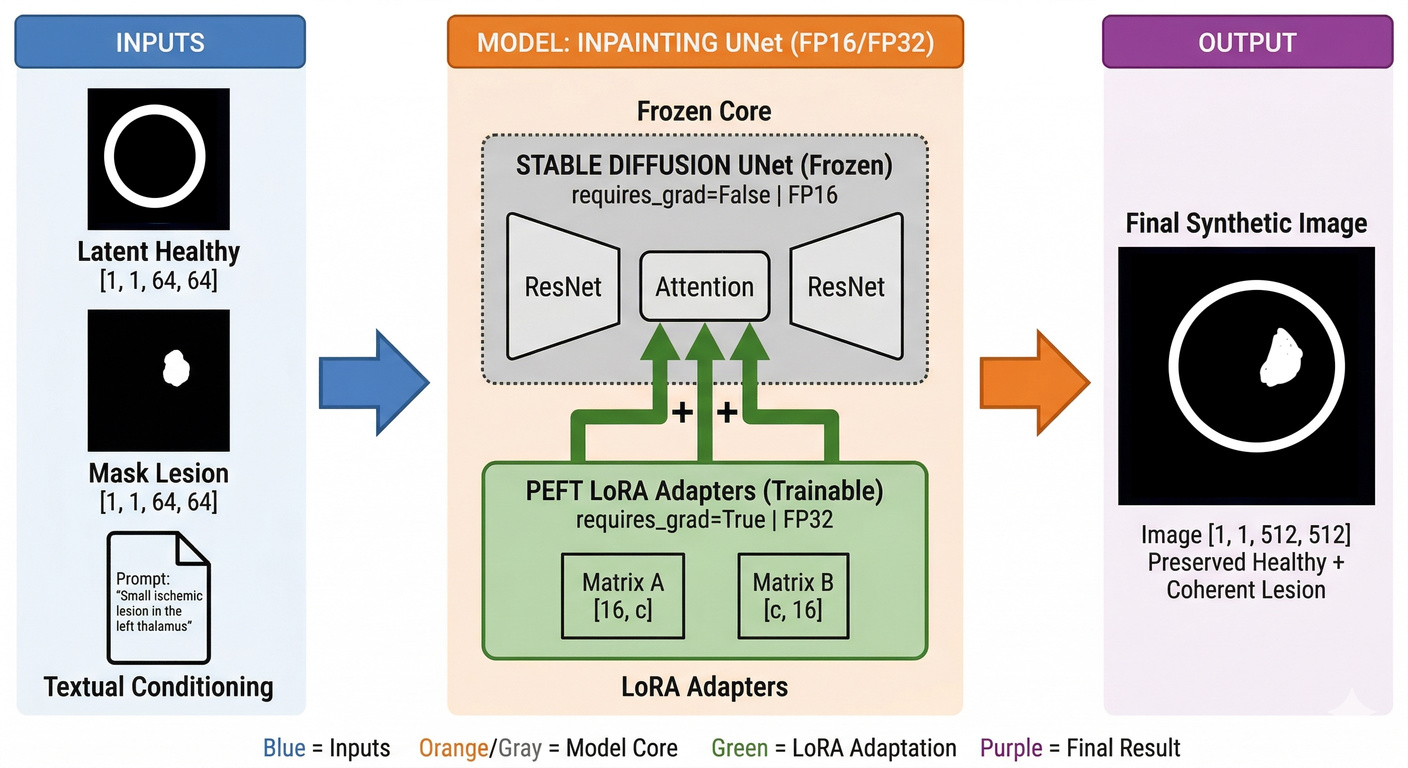 INPUTS
Latent Healthy
[1, 1, 64, 64]
Mask Lesion
[1, 1, 64, 64]
Prompt:
“Small ischemic
lesion in the
left thalamus”
Textual Conditioning
MODEL: INPAINTING UNet (FP16/FP32)
Frozen Core
STABLE DIFFUSION UNet (Frozen)
requires_grad=False | FP16
ResNet
Attention
ResNet
+ +
PEFT LoRA Adapters (Trainable)
requires_grad=True | FP32
Matrix A
[16, c]
Matrix B
[c, 16]
LoRA Adapters
OUTPUT
Final Synthetic Image
Image [1, 1, 512, 512]
Preserved Healthy +
Coherent Lesion
Blue = Inputs Orange/Gray = Model Core Green = LoRA Adaptation Purple = Final Result